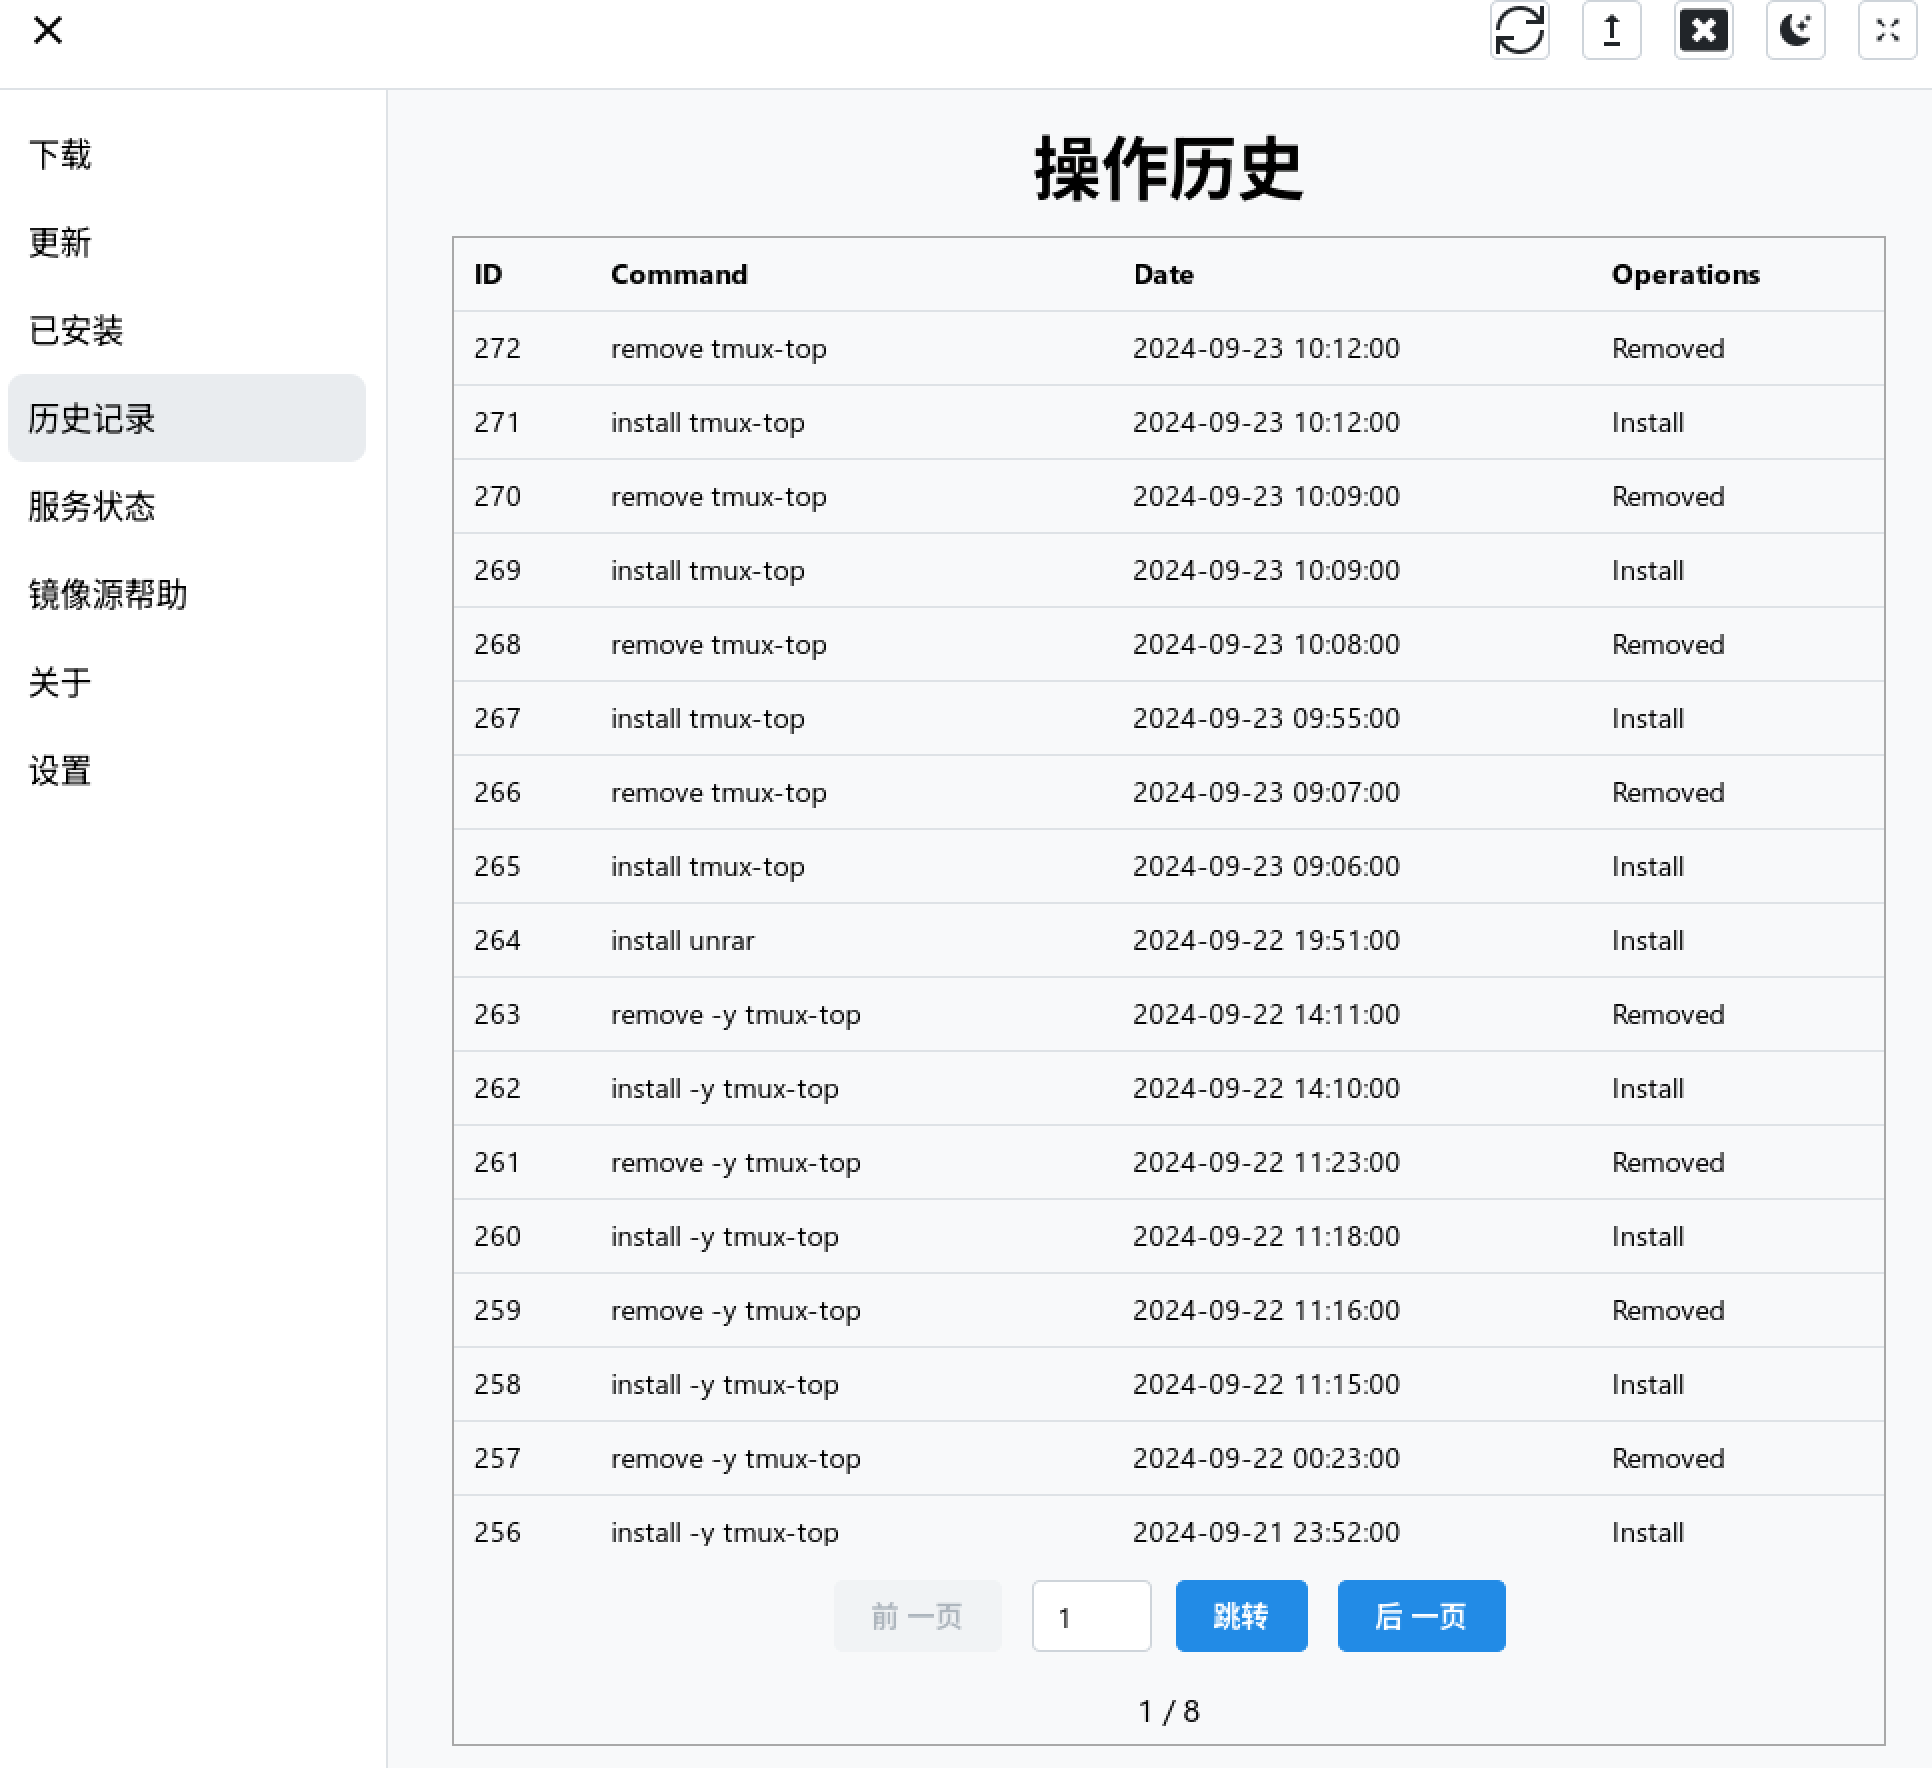 下载
更新
已安装
历史记录
服务状态
镜像源帮助
关于
设置
操作历史
ID Command Date Operations
272 remove tmux-top 2024-09-23 10:12:00 Removed
271 install tmux-top 2024-09-23 10:12:00 Install
270 remove tmux-top 2024-09-23 10:09:00 Removed
269 install tmux-top 2024-09-23 10:09:00 Install
268 remove tmux-top 2024-09-23 10:08:00 Removed
267 install tmux-top 2024-09-23 09:55:00 Install
266 remove tmux-top 2024-09-23 09:07:00 Removed
265 install tmux-top 2024-09-23 09:06:00 Install
264 install unrar 2024-09-22 19:51:00 Install
263 remove -y tmux-top 2024-09-22 14:11:00 Removed
262 install -y tmux-top 2024-09-22 14:10:00 Install
261 remove -y tmux-top 2024-09-22 11:23:00 Removed
260 install -y tmux-top 2024-09-22 11:18:00 Install
259 remove -y tmux-top 2024-09-22 11:16:00 Removed
258 install -y tmux-top 2024-09-22 11:15:00 Install
257 remove -y tmux-top 2024-09-22 00:23:00 Removed
256 install -y tmux-top 2024-09-21 23:52:00 Install
前 一页 1 跳转 后 一页
1 / 8